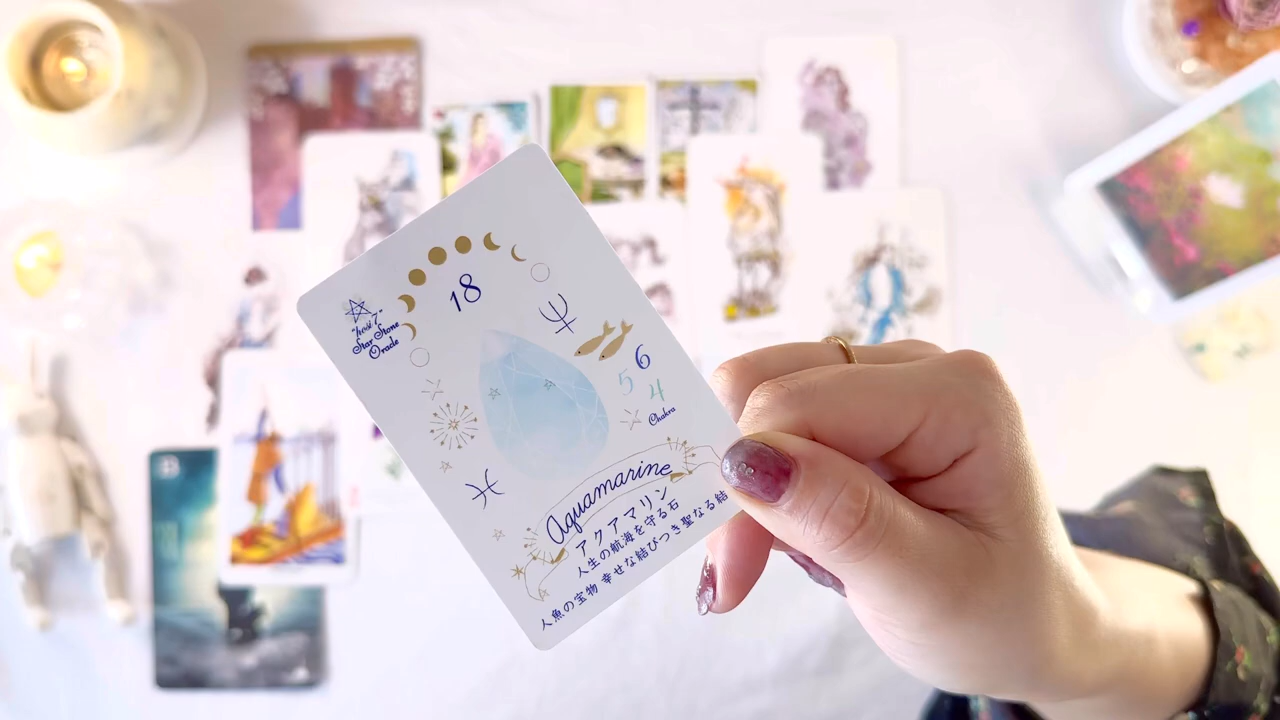 18
"hosi7"
Star Stone
Oracle
6
5 4
Chakra
Aquamarine
アクアマリン
人生の航海を守る石
人魚の宝物 幸せな結びつき聖なる結